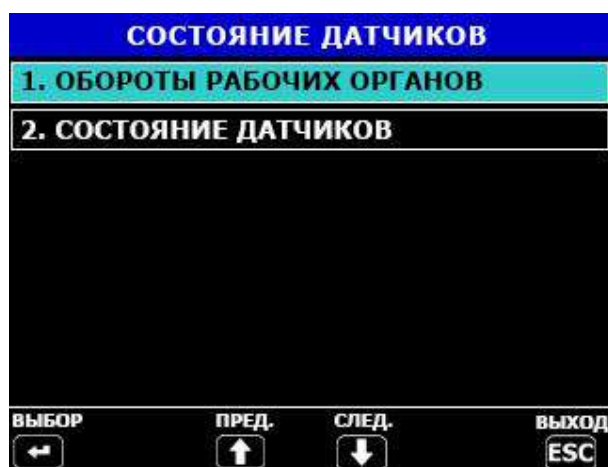 СОСТОЯНИЕ ДАТЧИКОВ
1. ОБОРОТЫ РАБОЧИХ ОРГАНОВ
2. СОСТОЯНИЕ ДАТЧИКОВ
ВЫБОР ПРЕД. СЛЕД. ВЫХОД
ESC